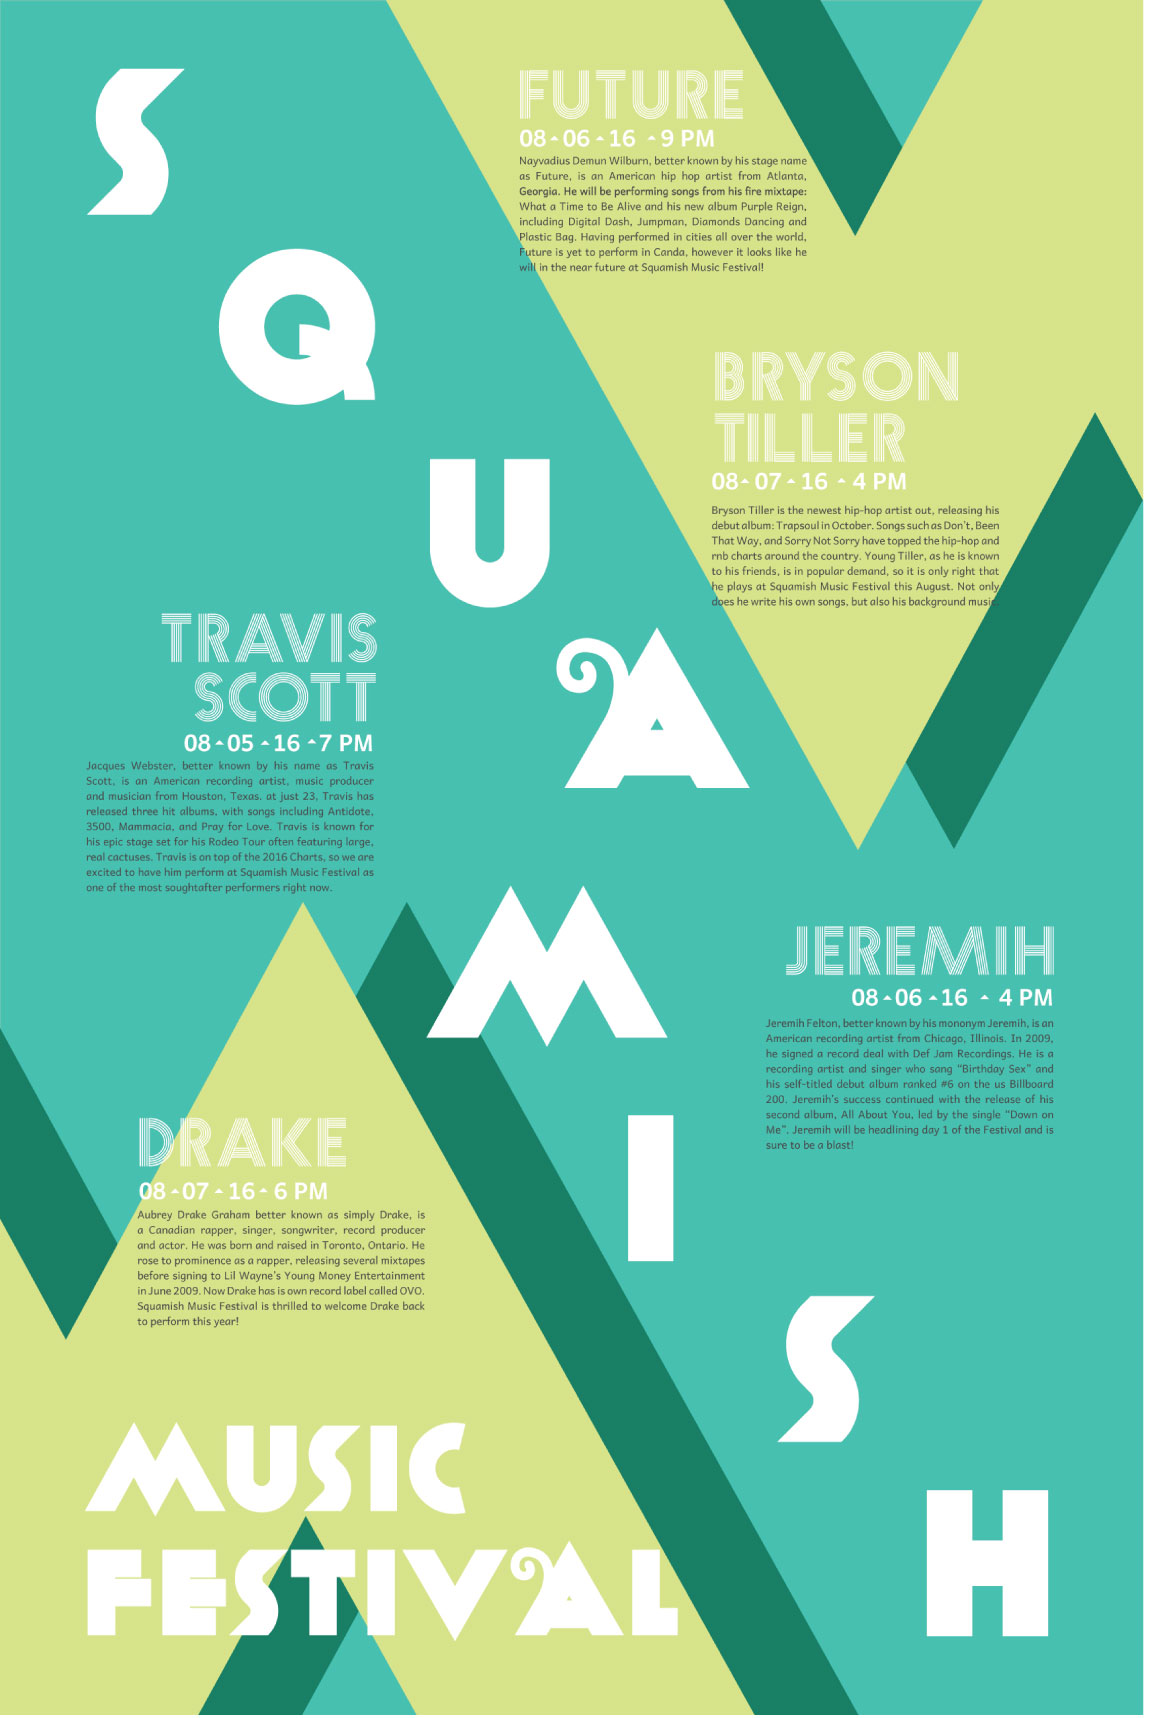 SQUAMISH
FUTURE
08 06 16 9 PM
Nayvadius Demun Wilburn, better known by his stage name
as Future, is an American hip hop artist from Atlanta,
Georgia. He will be performing songs from his fire mixtape:
What a Time to Be Alive and his new album Purple Reign,
including Digital Dash, Jumpman, Diamonds Dancing and
Plastic Bag. Having performed in cities all over the world,
Future is yet to perform in Canda, however it looks like he
will in the near future at Squamish Music Festival!
BRYSON
TILLER
08 07 16 4 PM
Bryson Tiller is the newest hip-hop artist out, releasing his
debut album: Trapsoul in October. Songs such as Don't, Been
That Way, and Sorry Not Sorry have topped the hip-hop and
rnb charts around the country. Young Tiller, as he is known
to his friends, is in popular demand, so it is only right that
he plays at Squamish Music Festival this August. Not only
does he write his own songs, but also his background music.
TRAVIS
SCOTT
08 05 16 7 PM
Jacques Webster, better known by his name as Travis
Scott, is an American recording artist, music producer
and musician from Houston, Texas. at just 23, Travis has
released three hit albums, with songs including Antidote,
3500, Mammacia, and Pray for Love. Travis is known for
his epic stage set for his Rodeo Tour often featuring large,
real cactuses. Travis is on top of the 2016 Charts, so we are
excited to have him perform at Squamish Music Festival as
one of the most soughtafter performers right now.
JEREMIH
08 06 16 4 PM
Jeremih Felton, better known by his mononym Jeremih, is an
American recording artist from Chicago, Illinois. In 2009,
he signed a record deal with Def Jam Recordings. He is a
recording artist and singer who sang "Birthday Sex" and
his self-titled debut album ranked #6 on the us Billboard
200. Jeremih's success continued with the release of his
second album, All About You, led by the single "Down on
Me". Jeremih will be headlining day 1 of the Festival and is
sure to be a blast!
DRAKE
08 07 16 6 PM
Aubrey Drake Graham better known as simply Drake, is
a Canadian rapper, singer, songwriter, record producer
and actor. He was born and raised in Toronto, Ontario. He
rose to prominence as a rapper, releasing several mixtapes
before signing to Lil Wayne's Young Money Entertainment
in June 2009. Now Drake has is own record label called OVO.
Squamish Music Festival is thrilled to welcome Drake back
to perform this year!
MUSIC
FESTIVAL